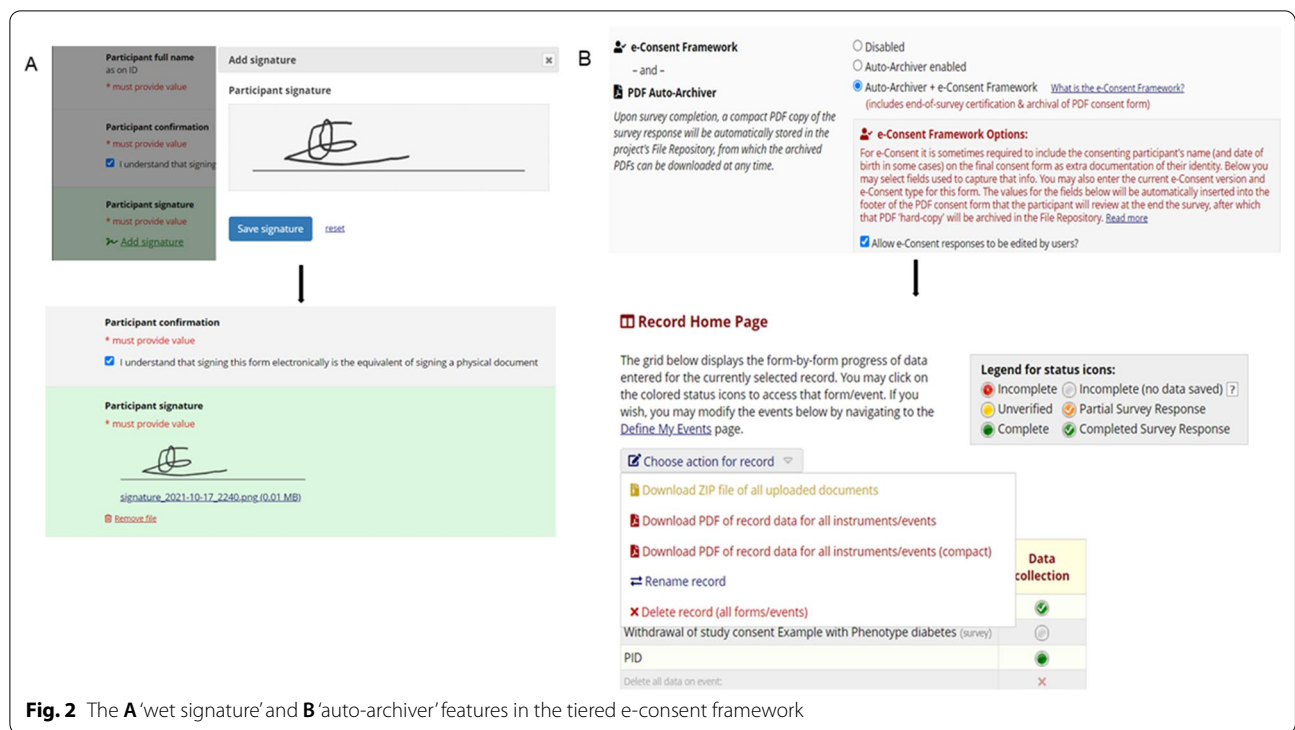 A
Participant full name
as on ID
* must provide value
Participant confirmation
* must provide value
I understand that signing
Participant signature
* must provide value
Add signature
Add signature
Participant signature
Save signature reset
Participant confirmation
* must provide value
I understand that signing this form electronically is the equivalent of signing a physical document
Participant signature
* must provide value
signature_2021-10-17_2240.png (0.01 MB)
Remove file
B
e-Consent Framework
– and –
PDF Auto-Archiver
Upon survey completion, a compact PDF copy of the
survey response will be automatically stored in the
project's File Repository, from which the archived
PDFs can be downloaded at any time.
Disabled
Auto-Archiver enabled
Auto-Archiver + e-Consent Framework What is the e-Consent Framework?
(includes end-of-survey certification & archival of PDF consent form)
e-Consent Framework Options:
For e-Consent it is sometimes required to include the consenting participant's name (and date of
birth in some cases) on the final consent form as extra documentation of their identity. Below you
may select fields used to capture that info. You may also enter the current e-Consent version and
e-Consent type for this form. The values for the fields below will be automatically inserted into the
footer of the PDF consent form that the participant will review at the end the survey, after which
that PDF 'hard-copy' will be archived in the File Repository. Read more
Allow e-Consent responses to be edited by users?
Record Home Page
The grid below displays the form-by-form progress of data
entered for the currently selected record. You may click on
the colored status icons to access that form/event. If you
wish, you may modify the events below by navigating to the
Define My Events page.
Legend for status icons:
Incomplete Incomplete (no data saved) ?
Unverified Partial Survey Response
Complete Completed Survey Response
Choose action for record
Download ZIP file of all uploaded documents
Download PDF of record data for all instruments/events
Download PDF of record data for all instruments/events (compact)
Rename record
Delete record (all forms/events)
Data
collection
Withdrawal of study consent Example with Phenotype diabetes (survey)
PID
Delete all data on event:
Fig. 2 The A 'wet signature' and B 'auto-archiver' features in the tiered e-consent framework